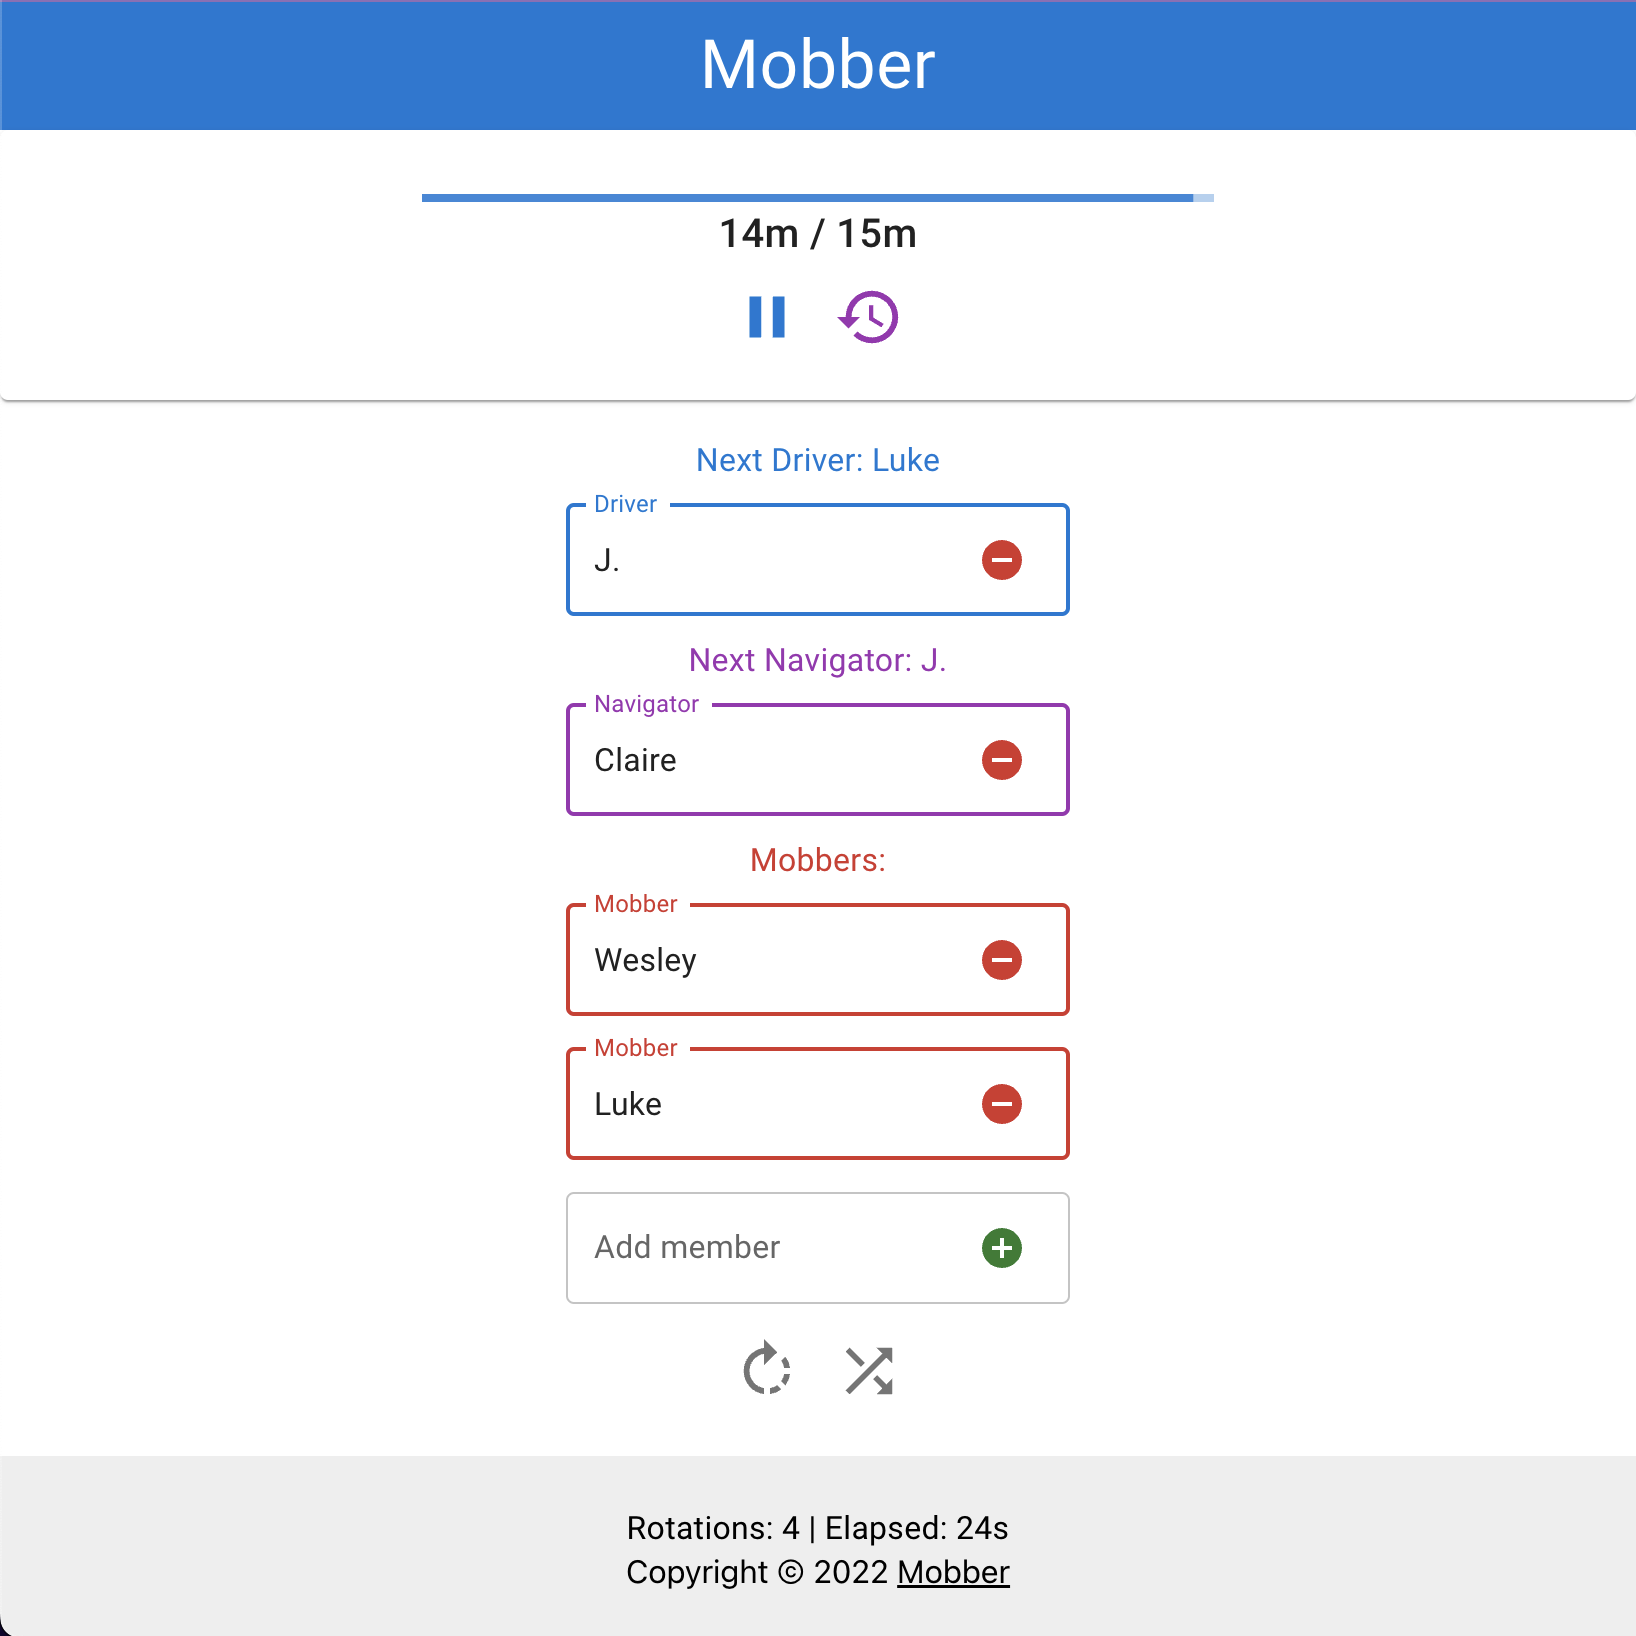 Mobber
14m / 15m
Next Driver: Luke
Driver
J.
Next Navigator: J.
Navigator
Claire
Mobbers:
Mobber
Wesley
Mobber
Luke
Add member
Rotations: 4 | Elapsed: 24s
Copyright © 2022 Mobber